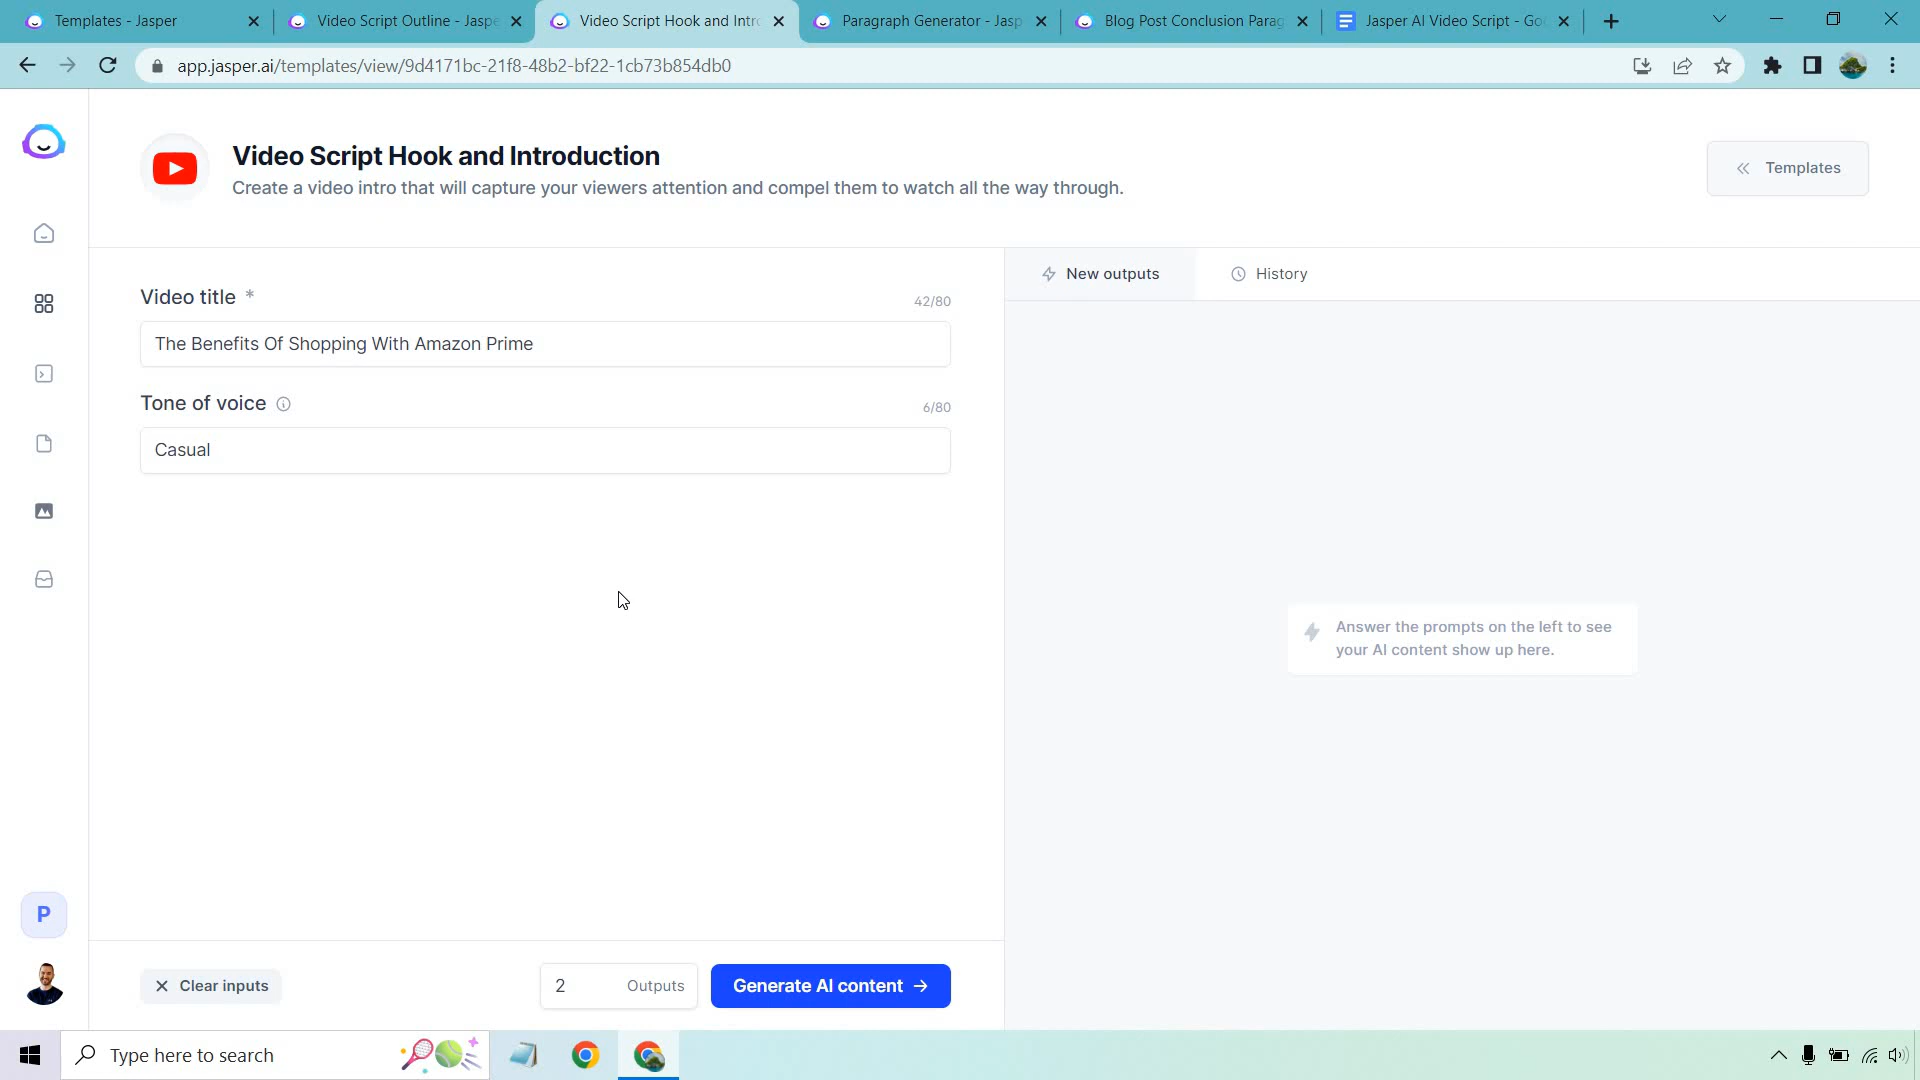 Templates - Jasper
Video Script Outline - Jaspe
Video Script Hook and Intro
Paragraph Generator - Jasp
Blog Post Conclusion Parag
Jasper AI Video Script - Goo
app.jasper.ai/templates/view/9d4171bc-21f8-48b2-bf22-1cb73b854db0
Video Script Hook and Introduction
Create a video intro that will capture your viewers attention and compel them to watch all the way through.
Templates
New outputs
History
Video title *
42/80
The Benefits Of Shopping With Amazon Prime
Tone of voice
6/80
Casual
Answer the prompts on the left to see
your AI content show up here.
P
Clear inputs
2 Outputs
Generate AI content →
Type here to search